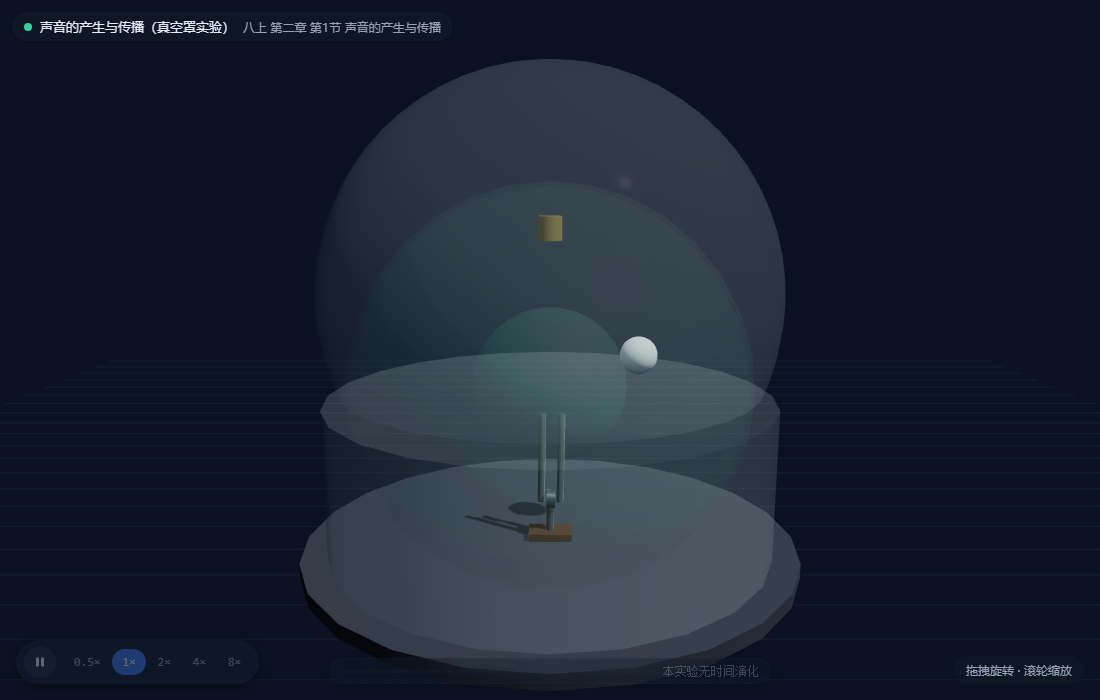 声音的产生与传播（真空罩实验） 八上 第二章 第1节 声音的产生与传播
0.5× 1× 2× 4× 8× 本实验无时间演化 拖拽旋转 · 滚轮缩放